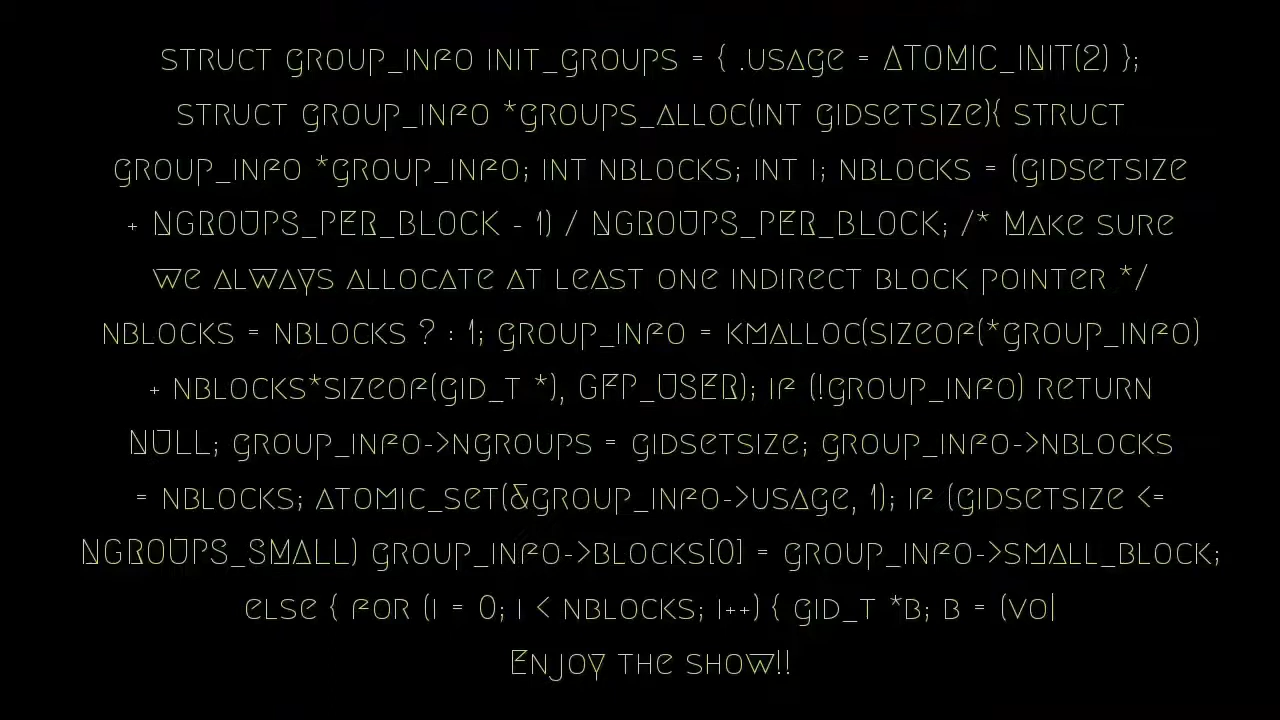 struct group_info init_groups = { .usage = ATOMIC_INIT(2) };
struct group_info *groups_alloc(int gidsetsize){ struct
group_info *group_info; int nblocks; int i; nblocks = (gidsetsize
+ NGROUPS_PER_BLOCK - 1) / NGROUPS_PER_BLOCK; /* Make sure
we always allocate at least one indirect block pointer */
nblocks = nblocks ? : 1; group_info = kmalloc(sizeof(*group_info)
+ nblocks*sizeof(gid_t *), GFP_USER); if (!group_info) return
NULL; group_info->ngroups = gidsetsize; group_info->nblocks
= nblocks; atomic_set(&group_info->usage, 1); if (gidsetsize <=
NGROUPS_SMALL) group_info->blocks[0] = group_info->small_block;
else { for (i = 0; i < nblocks; i++) { gid_t *b; b = (vo|
Enjoy the show!!